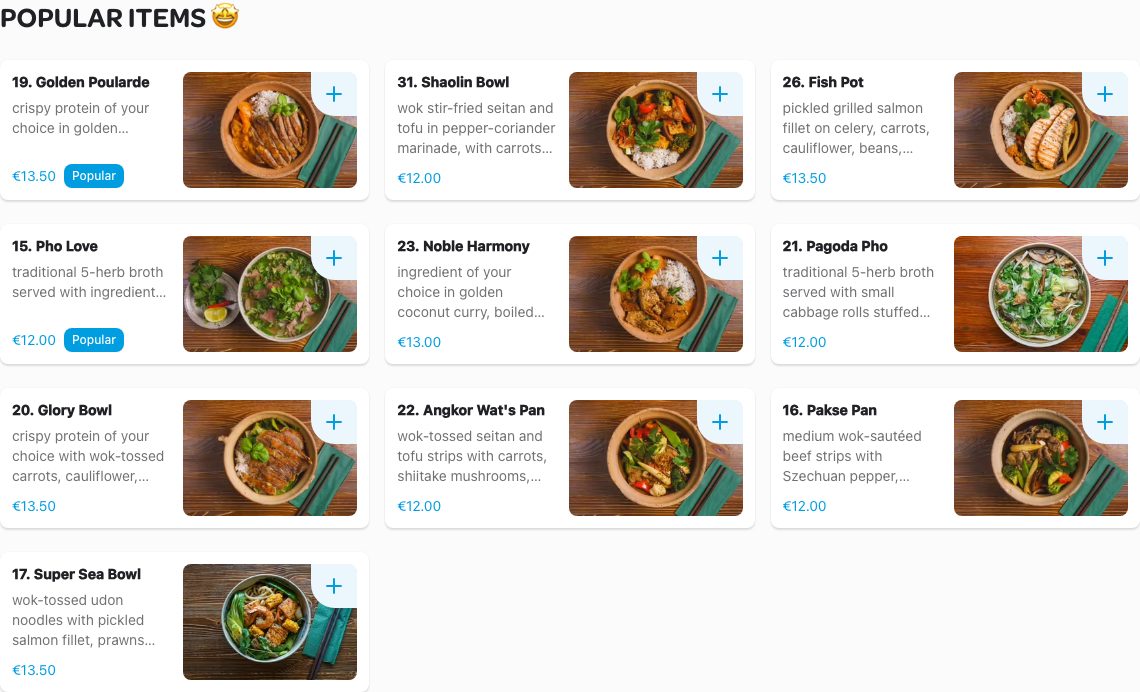 POPULAR ITEMS 🤩
19. Golden Poularde
crispy protein of your
choice in golden...
€13.50 Popular
31. Shaolin Bowl
wok stir-fried seitan and
tofu in pepper-coriander
marinade, with carrots...
€12.00
26. Fish Pot
pickled grilled salmon
fillet on celery, carrots,
cauliflower, beans,...
€13.50
15. Pho Love
traditional 5-herb broth
served with ingredient...
€12.00 Popular
23. Noble Harmony
ingredient of your
choice in golden
coconut curry, boiled...
€13.00
21. Pagoda Pho
traditional 5-herb broth
served with small
cabbage rolls stuffed...
€12.00
20. Glory Bowl
crispy protein of your
choice with wok-tossed
carrots, cauliflower,...
€13.50
22. Angkor Wat's Pan
wok-tossed seitan and
tofu strips with carrots,
shiitake mushrooms,...
€12.00
16. Pakse Pan
medium wok-sautéed
beef strips with
Szechuan pepper,...
€12.00
17. Super Sea Bowl
wok-tossed udon
noodles with pickled
salmon fillet, prawns...
€13.50